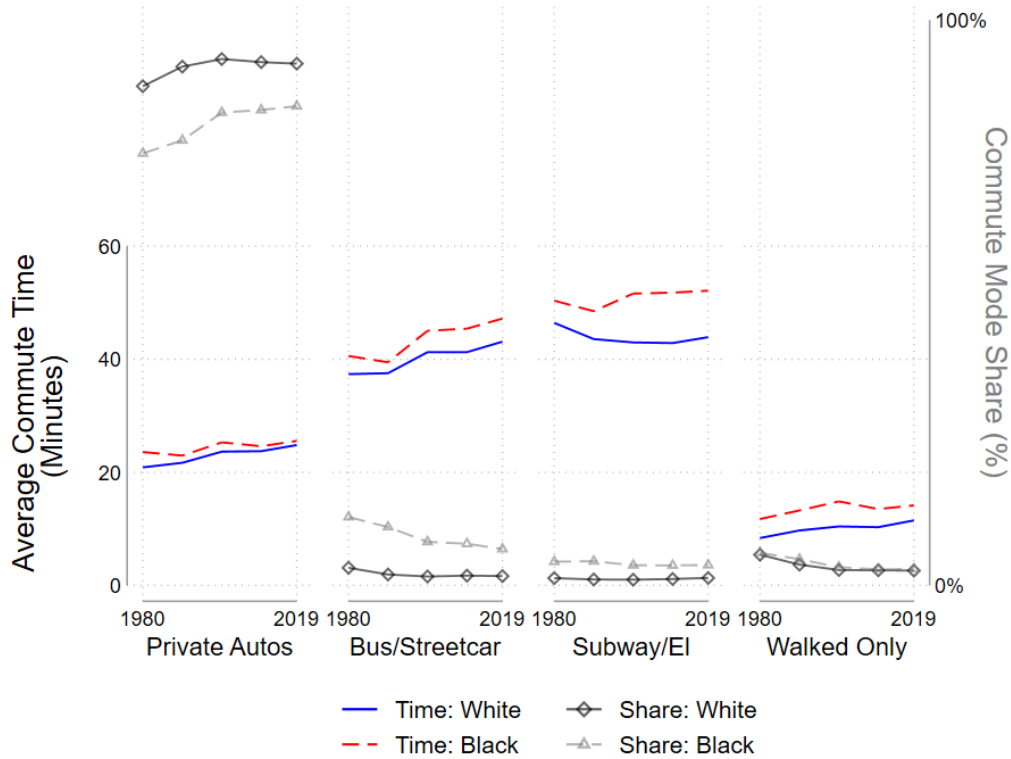 100%
Average Commute Time
(Minutes)
60
40
20
0
Commute Mode Share (%)
0%
1980 2019 1980 2019 1980 2019 1980 2019
Private Autos Bus/Streetcar Subway/El Walked Only
Time: White Share: White
Time: Black Share: Black